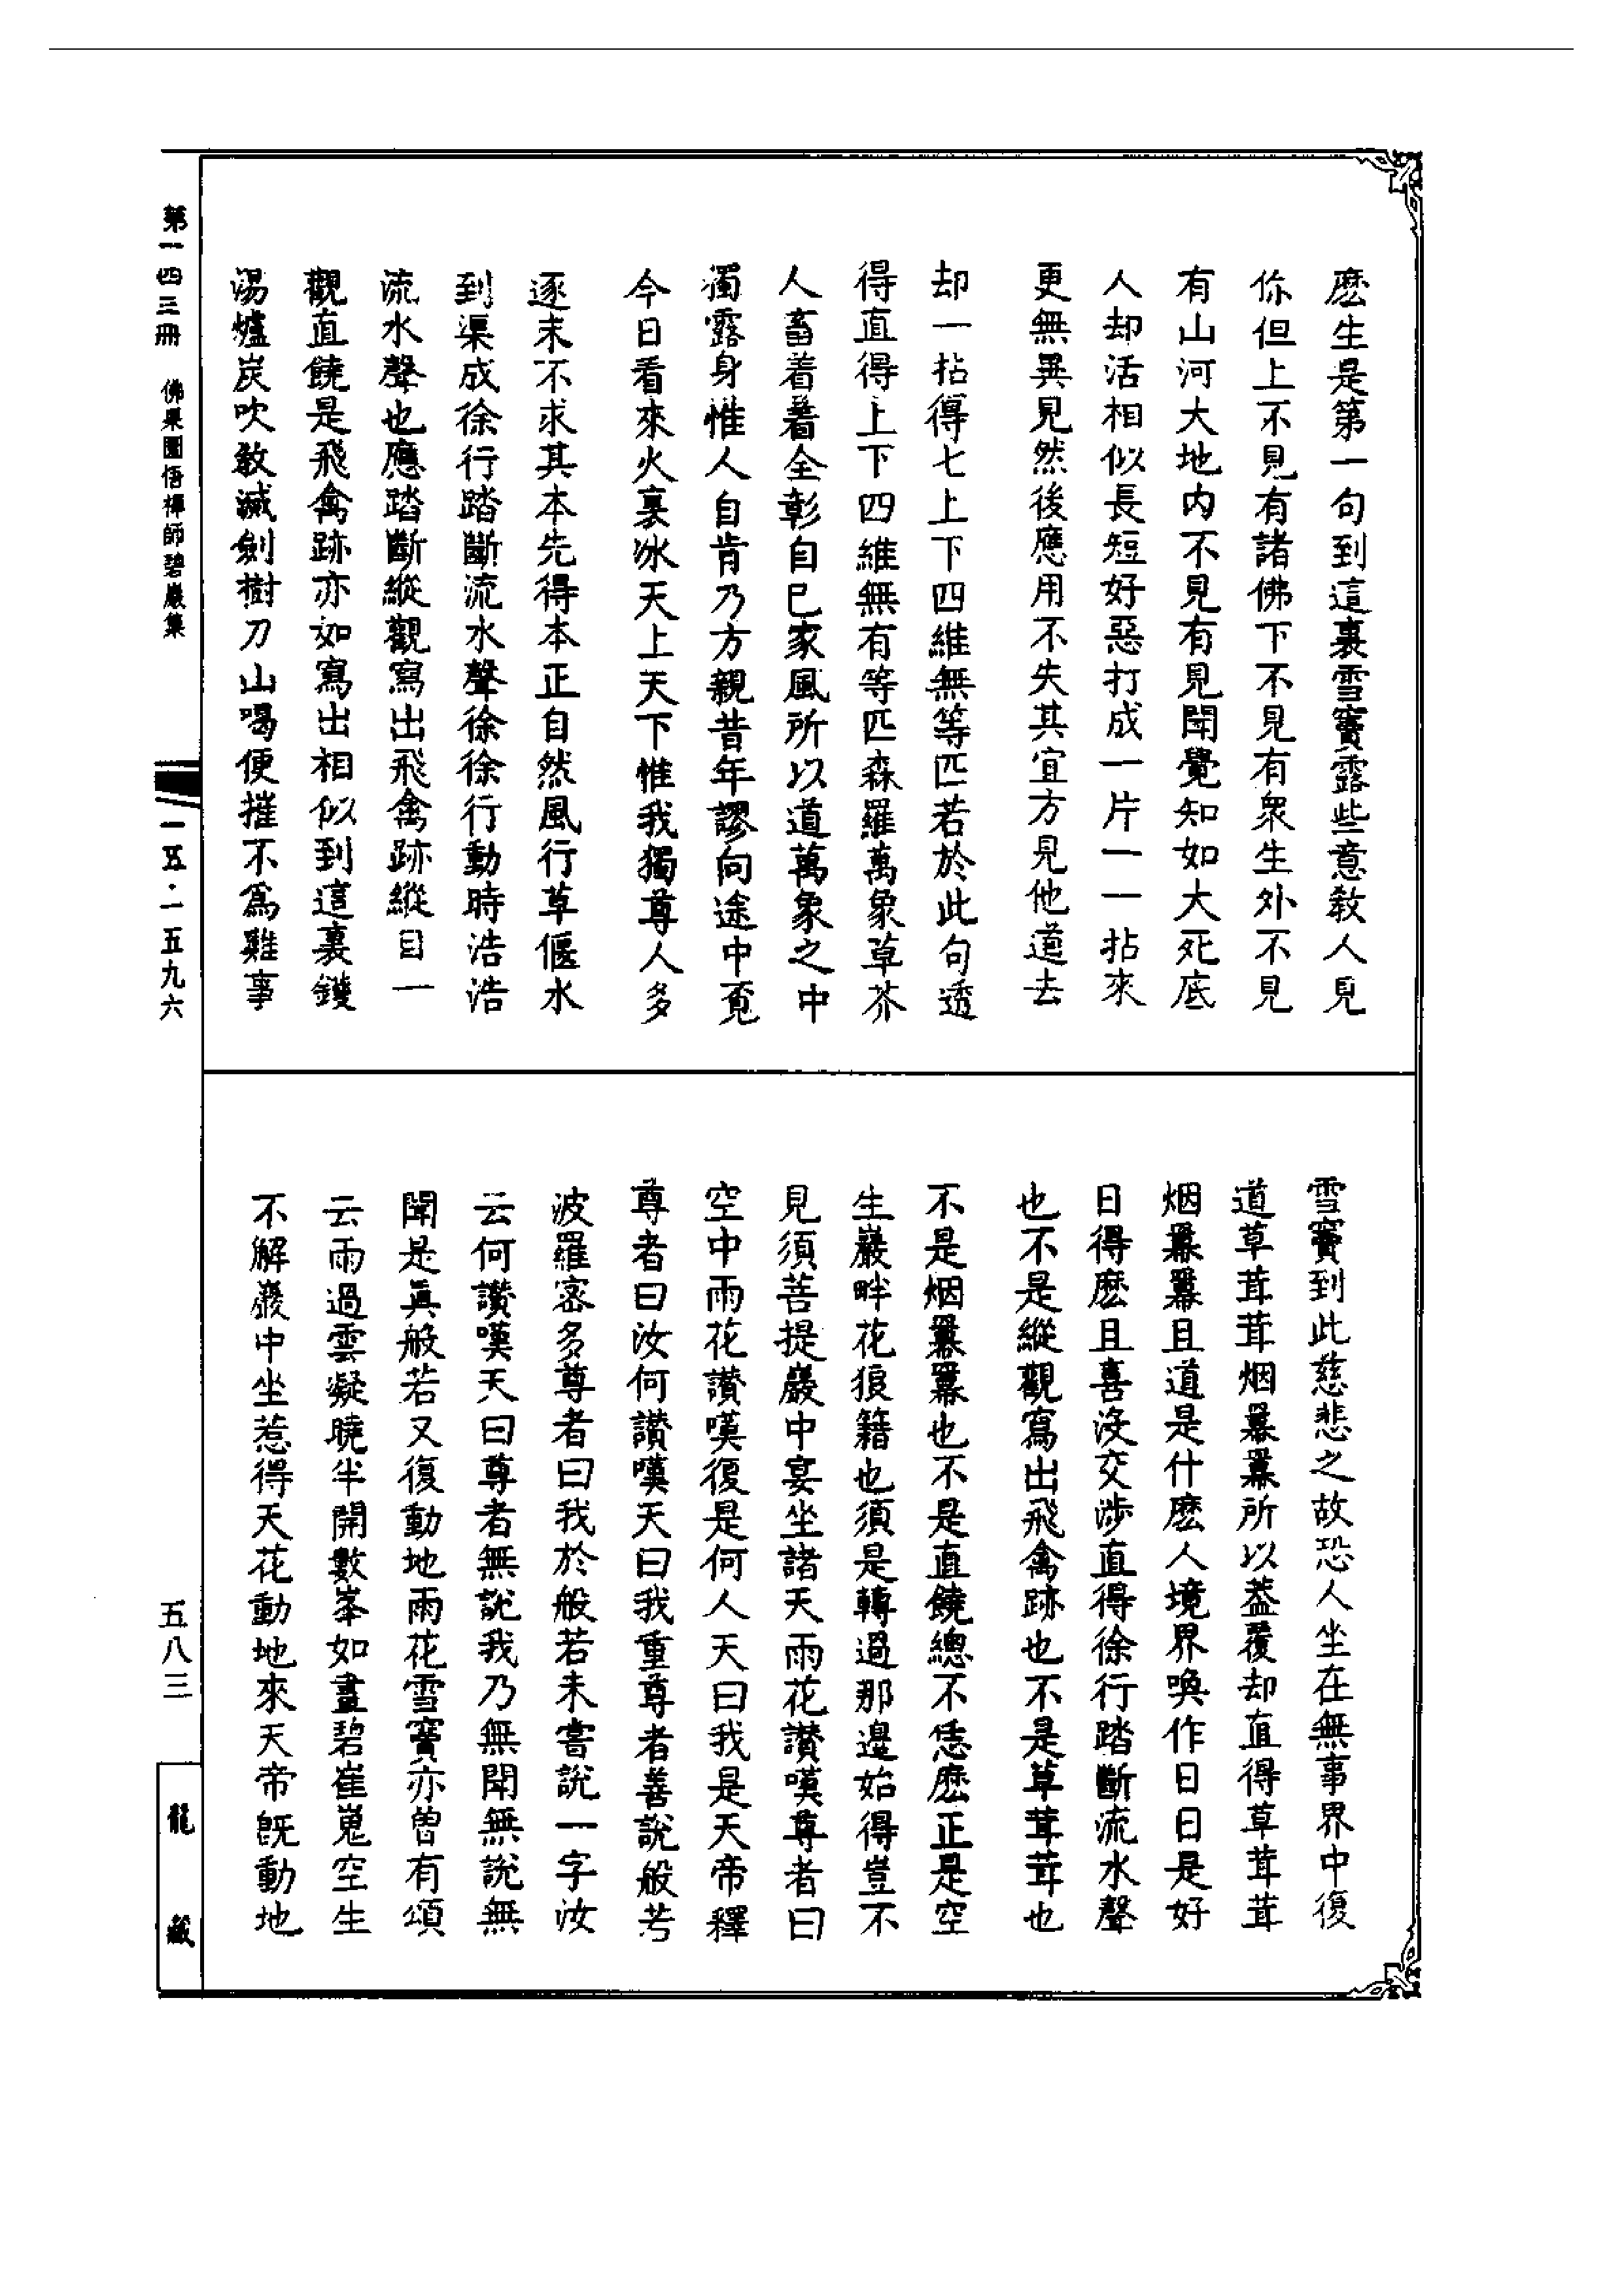 麽生是第一句到這裏雪竇露些意敎人見
你但上不見有諸佛下不見有衆生外不見
有山河大地内不見有見聞覺知如大死底
人却活相似長短好惡打成一片一一拈來
更無異見然後應用不失其宜方見他道去
却一拈得七上下四維無等匹若於此句透
得直得上下四維無有等匹森羅萬象草芥
人畜着着全彰自己家風所以道萬象之中
獨露身惟人自肯乃方親昔年謬向途中覓
今日看來火裏冰天上天下惟我獨尊人多
逐末不求其本先得本正自然風行草偃水
到渠成徐行踏斷流水聲徐徐行動時浩浩
流水聲也應踏斷縱觀寫出飛禽跡縱目一
觀直饒是飛禽跡亦如寫出相似到這裏鑊
湯爐炭吹敎滅劍樹刀山喝便摧不爲難事
雪竇到此慈悲之故恐人坐在無事界中復
道草茸茸烟羃羃所以葢覆却直得草茸茸
烟羃羃且道是什麽人境界喚作日日是好
日得麽且喜沒交涉直得徐行踏斷流水聲
也不是縱觀寫出飛禽跡也不是草茸茸也
不是烟羃羃也不是直饒總不恁麽正是空
生巖畔花狼籍也須是轉過那邊始得豈不
見須菩提巖中宴坐諸天雨花讚嘆尊者曰
空中雨花讚嘆復是何人天曰我是天帝釋
尊者曰汝何讚嘆天曰我重尊者善說般若
波羅密多尊者曰我於般若未甞說一字汝
云何讚嘆天曰尊者無說我乃無聞無說無
聞是眞般若又復動地雨花雪竇亦曾有頌
云雨過雲凝曉半開數峯如畫碧崔嵬空生
不解巖中坐惹得天花動地來天帝旣動地
第一四三冊 佛果圜悟禪師碧巖集
一五五·一五九六
五八三
龍藏